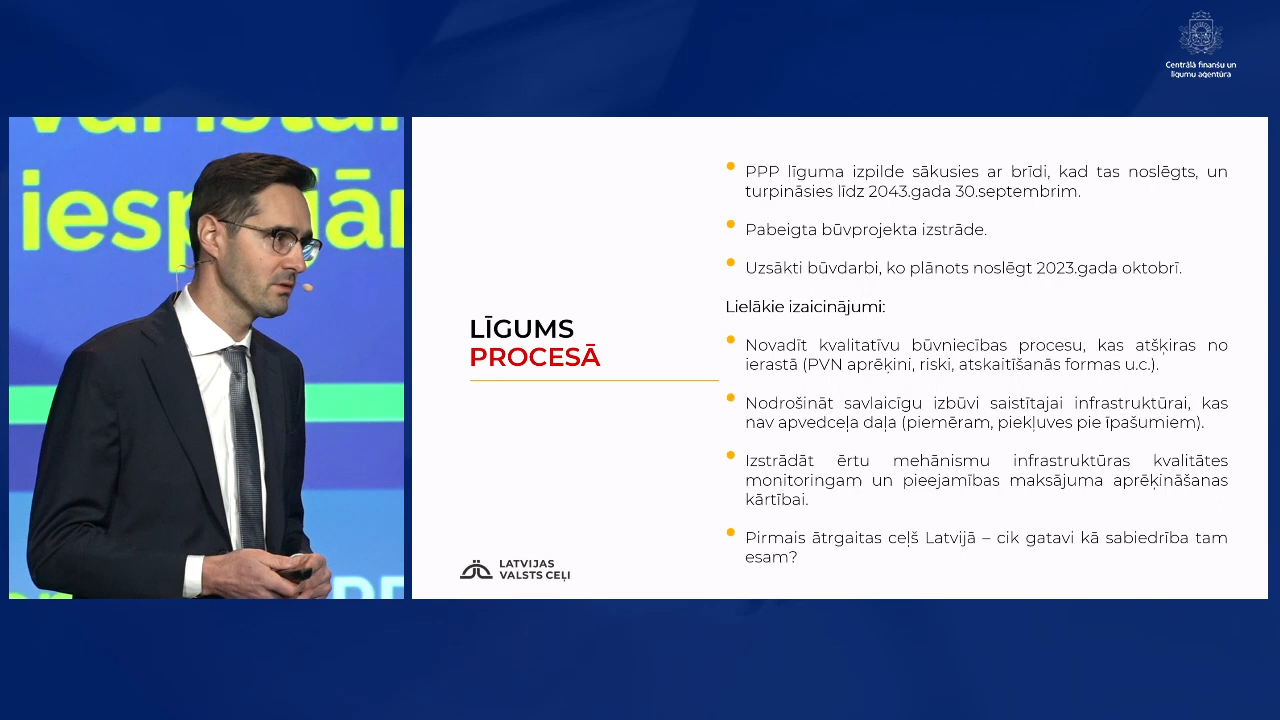 Centrālā finanšu un
līgumu aģentūra
iespējām
LĪGUMS
PROCESĀ
LATVIJAS
VALSTS CEĻI
PPP līguma izpilde sākusies ar brīdi, kad tas noslēgts, un
turpināsies līdz 2043.gada 30.septembrim.
Pabeigta būvprojekta izstrāde.
Uzsākti būvdarbi, ko plānots noslēgt 2023.gada oktobrī.
Lielākie izaicinājumi:
Novadīt kvalitatīvu būvniecības procesu, kas atšķiras no
ierastā (PVN aprēķini, riski, atskaitīšanās formas u.c.).
Nodrošināt savlaicīgu izbūvi saistītajai infrastruktūrai, kas
pieved pie ceļa (piemēram, piekļuves pie īpašumiem).
Izstrādāt mehānismu infrastruktūras kvalitātes
monitoringam un pieejamības maksājuma aprēķināšanas
kārtībai.
Pirmais ātrgaitas ceļš Latvijā – cik gatavi kā sabiedrība tam
esam?